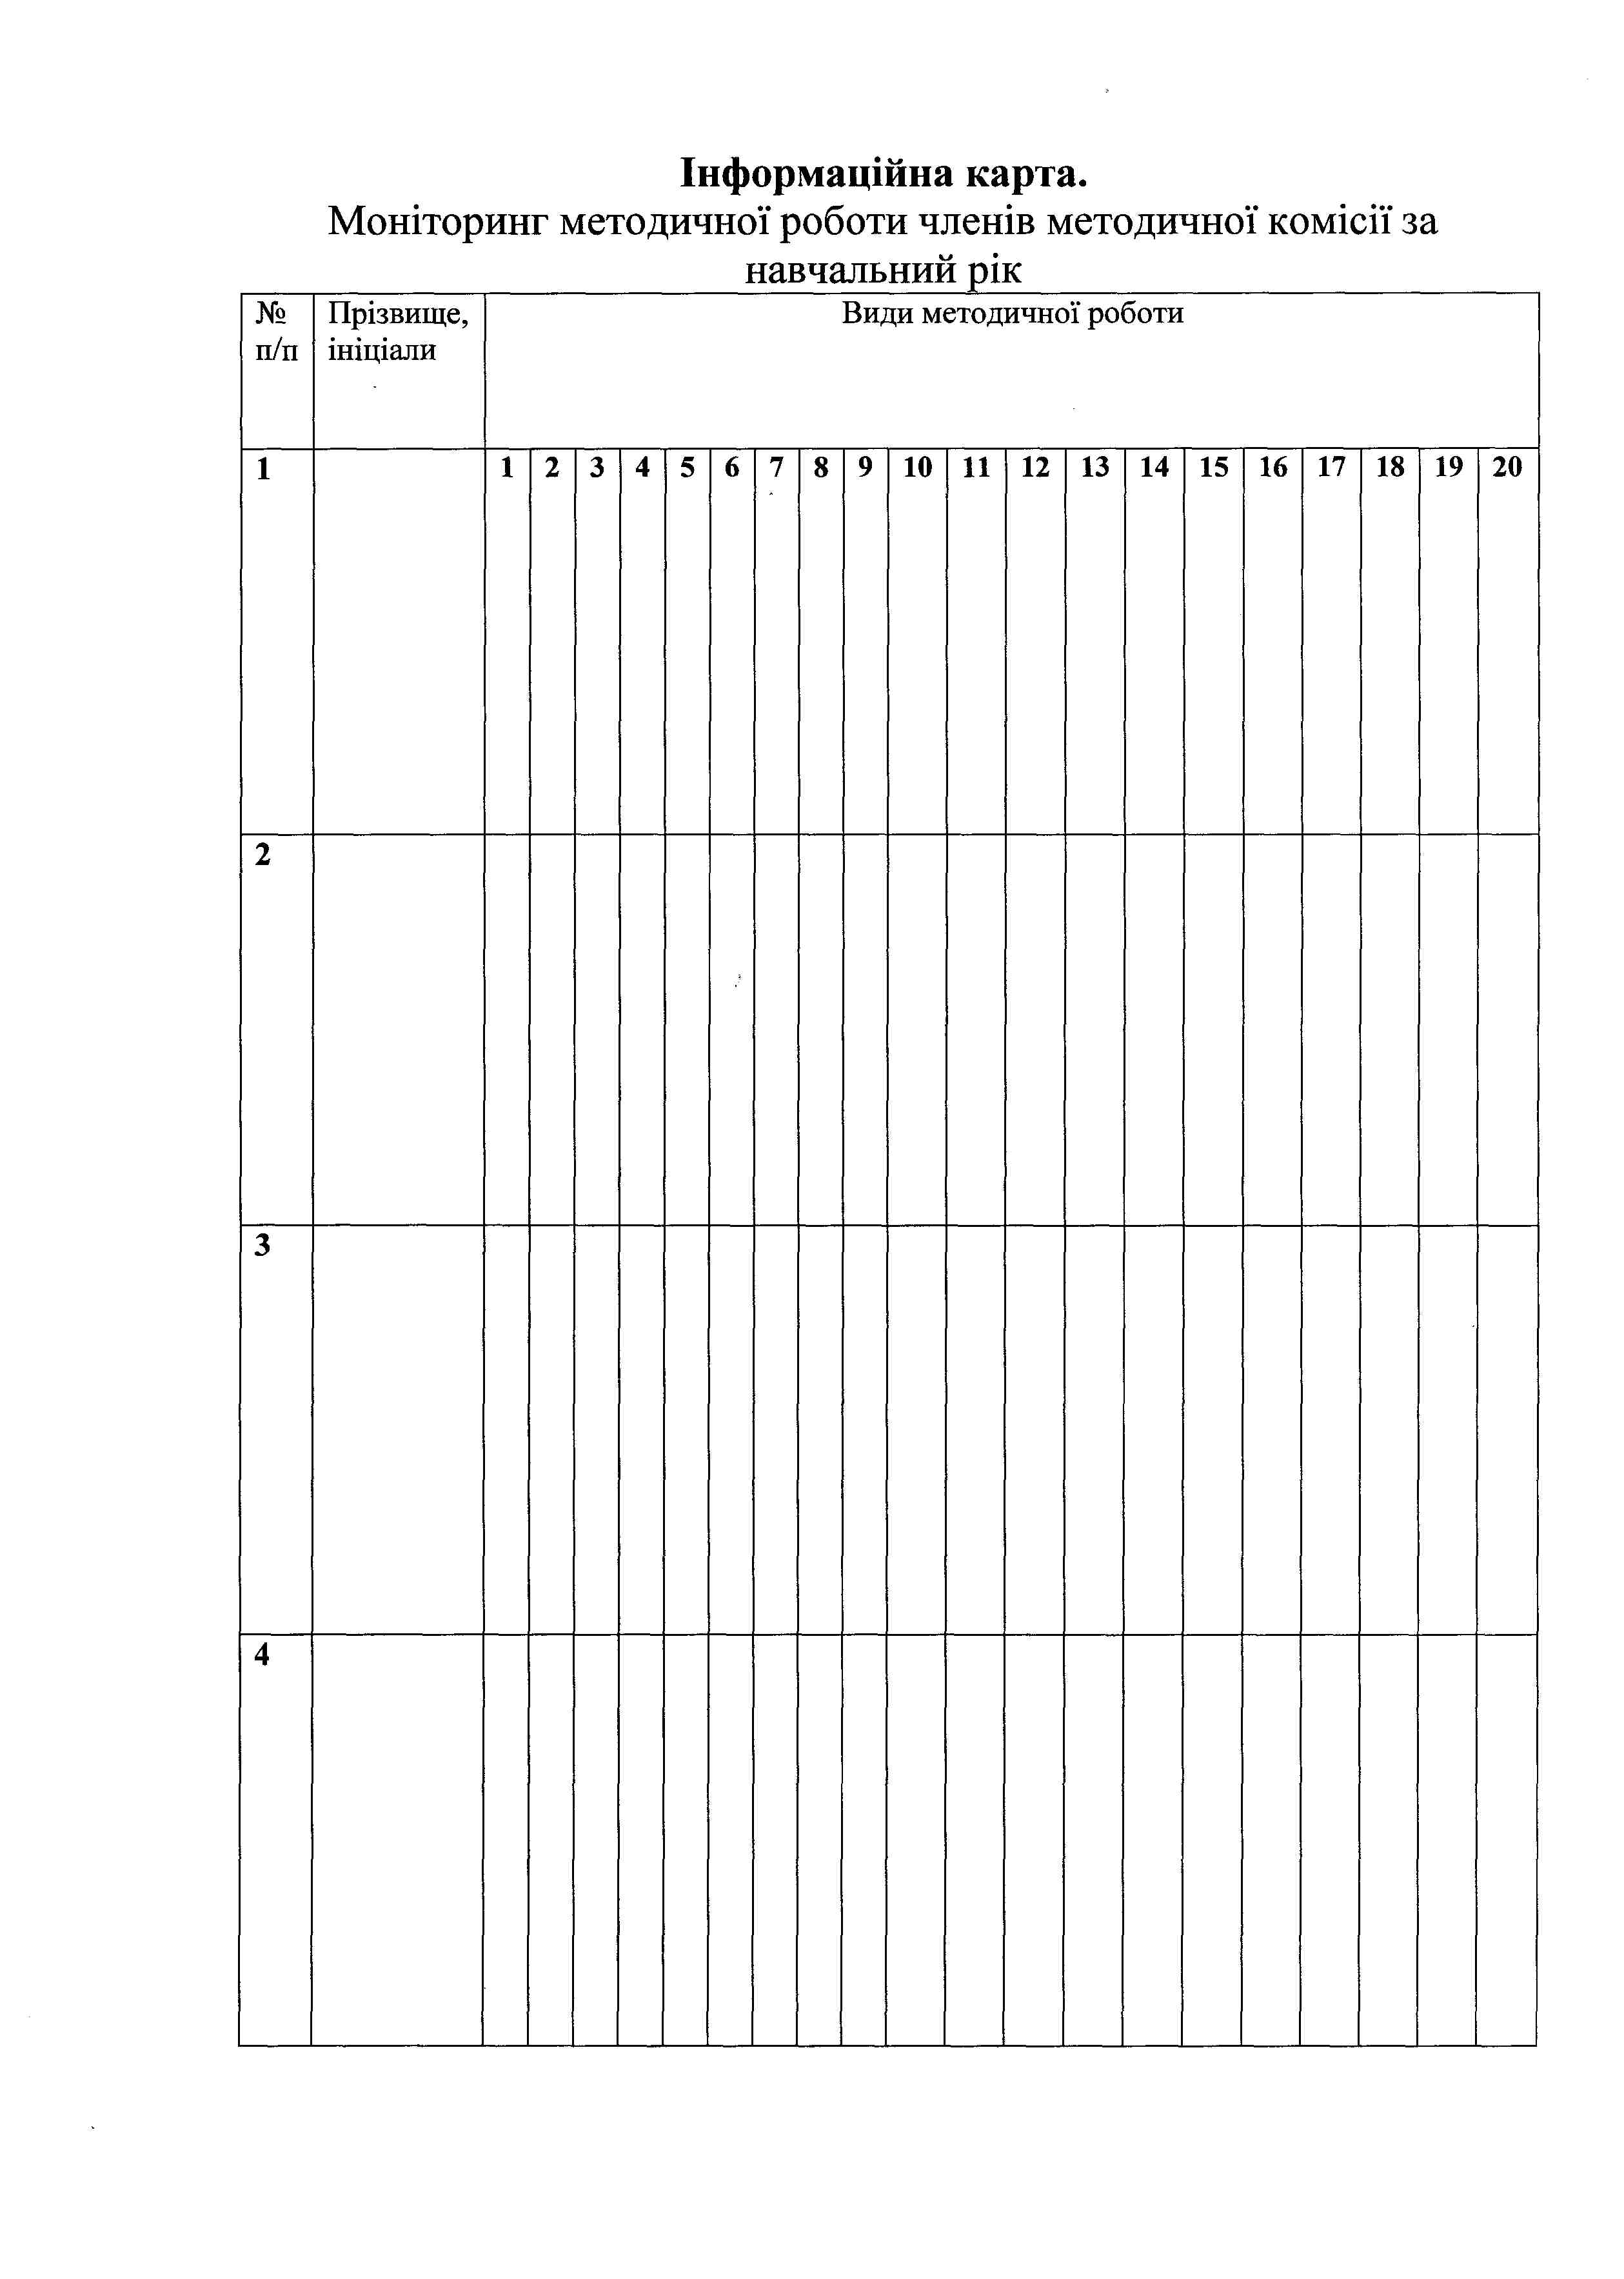 Інформаційна карта.
Моніторинг методичної роботи членів методичної комісії за
навчальний рік
№ п/п Прізвище, ініціали Види методичної роботи
1 1 2 3 4 5 6 7 8 9 10 11 12 13 14 15 16 17 18 19 20
2
3
4